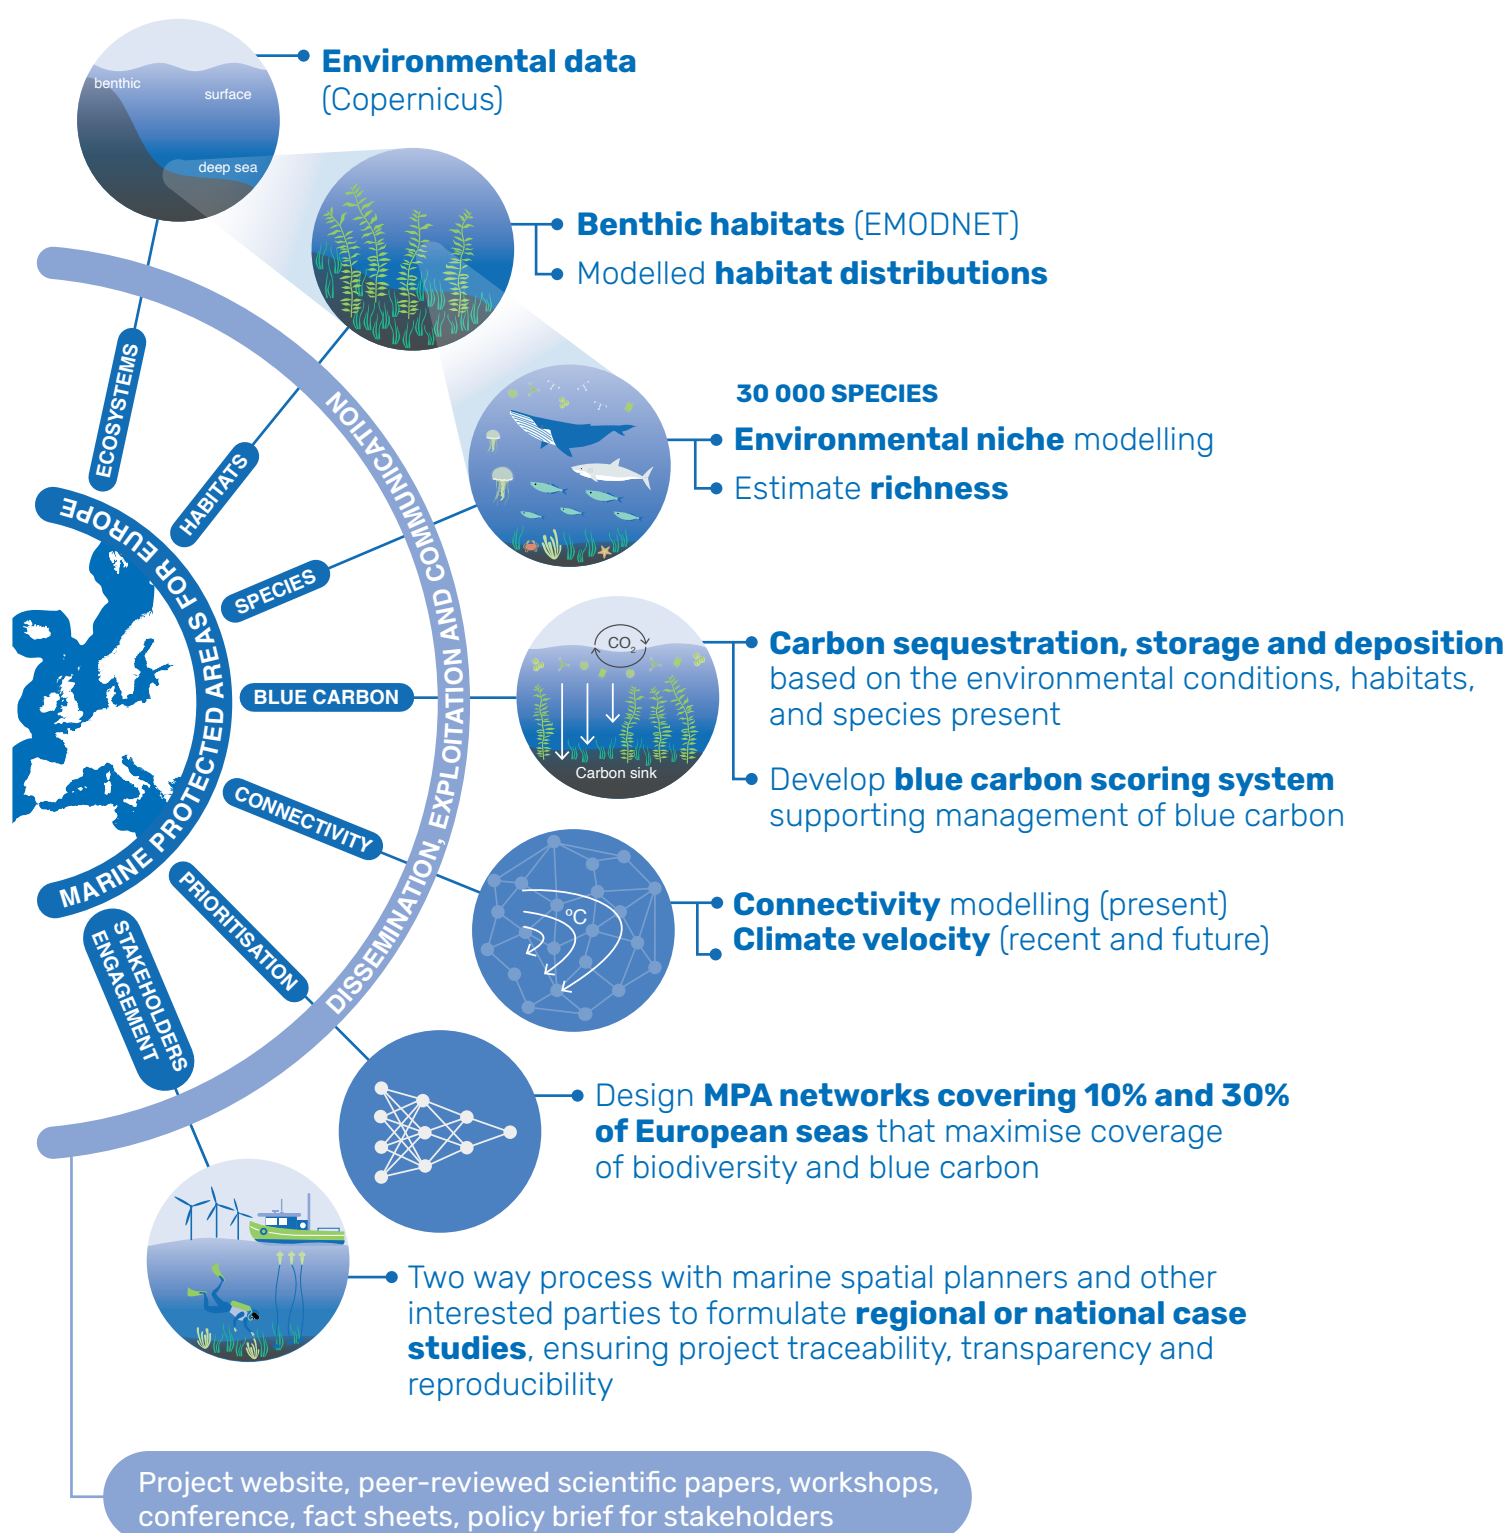 benthic
surface
deep sea
Environmental data
(Copernicus)
Benthic habitats (EMODNET)
Modelled habitat distributions
30 000 SPECIES
Environmental niche modelling
Estimate richness
CO2
Carbon sink
Carbon sequestration, storage and deposition
based on the environmental conditions, habitats,
and species present
Develop blue carbon scoring system
supporting management of blue carbon
ºC
Connectivity modelling (present)
Climate velocity (recent and future)
Design MPA networks covering 10% and 30%
of European seas that maximise coverage
of biodiversity and blue carbon
Two way process with marine spatial planners and other
interested parties to formulate regional or national case
studies, ensuring project traceability, transparency and
reproducibility
ECOSYSTEMS
HABITATS
SPECIES
BLUE CARBON
CONNECTIVITY
PRIORITISATION
STAKEHOLDERS
ENGAGEMENT
MARINE PROTECTED AREAS FOR EUROPE
DISSEMINATION, EXPLOITATION AND COMMUNICATION
Project website, peer-reviewed scientific papers, workshops,
conference, fact sheets, policy brief for stakeholders